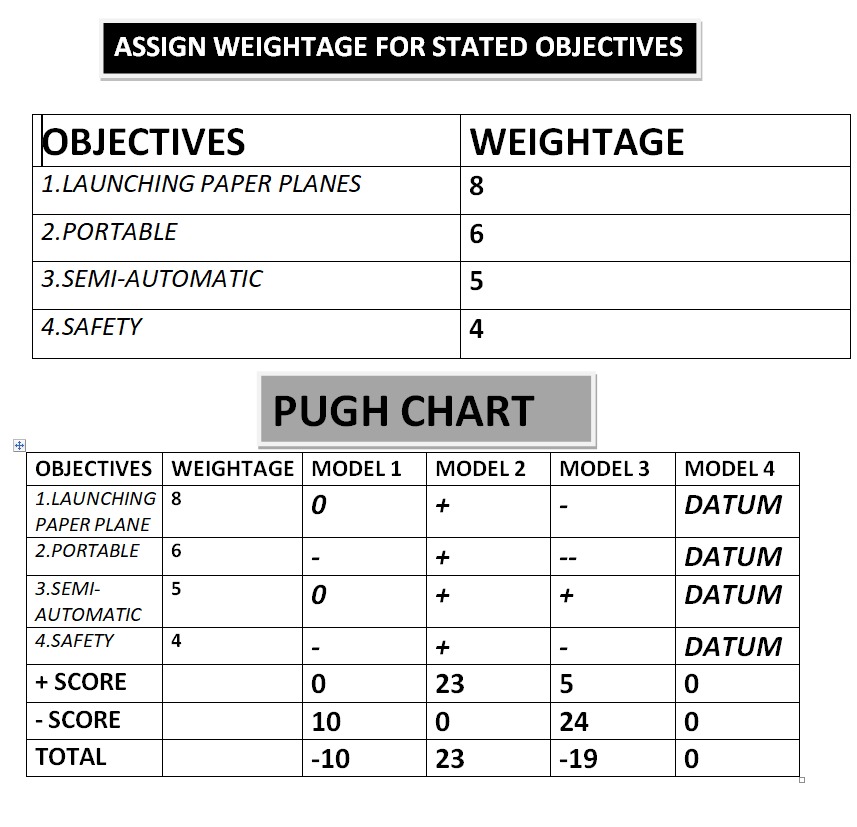 ASSIGN WEIGHTAGE FOR STATED OBJECTIVES
OBJECTIVES WEIGHTAGE
1.LAUNCHING PAPER PLANES 8
2.PORTABLE 6
3.SEMI-AUTOMATIC 5
4.SAFETY 4
PUGH CHART
OBJECTIVES WEIGHTAGE MODEL 1 MODEL 2 MODEL 3 MODEL 4
1.LAUNCHING 8 0 + - DATUM
PAPER PLANE
2.PORTABLE 6 - + -- DATUM
3.SEMI- 5 0 + + DATUM
AUTOMATIC
4.SAFETY 4 - + - DATUM
+ SCORE 0 23 5 0
- SCORE 10 0 24 0
TOTAL -10 23 -19 0